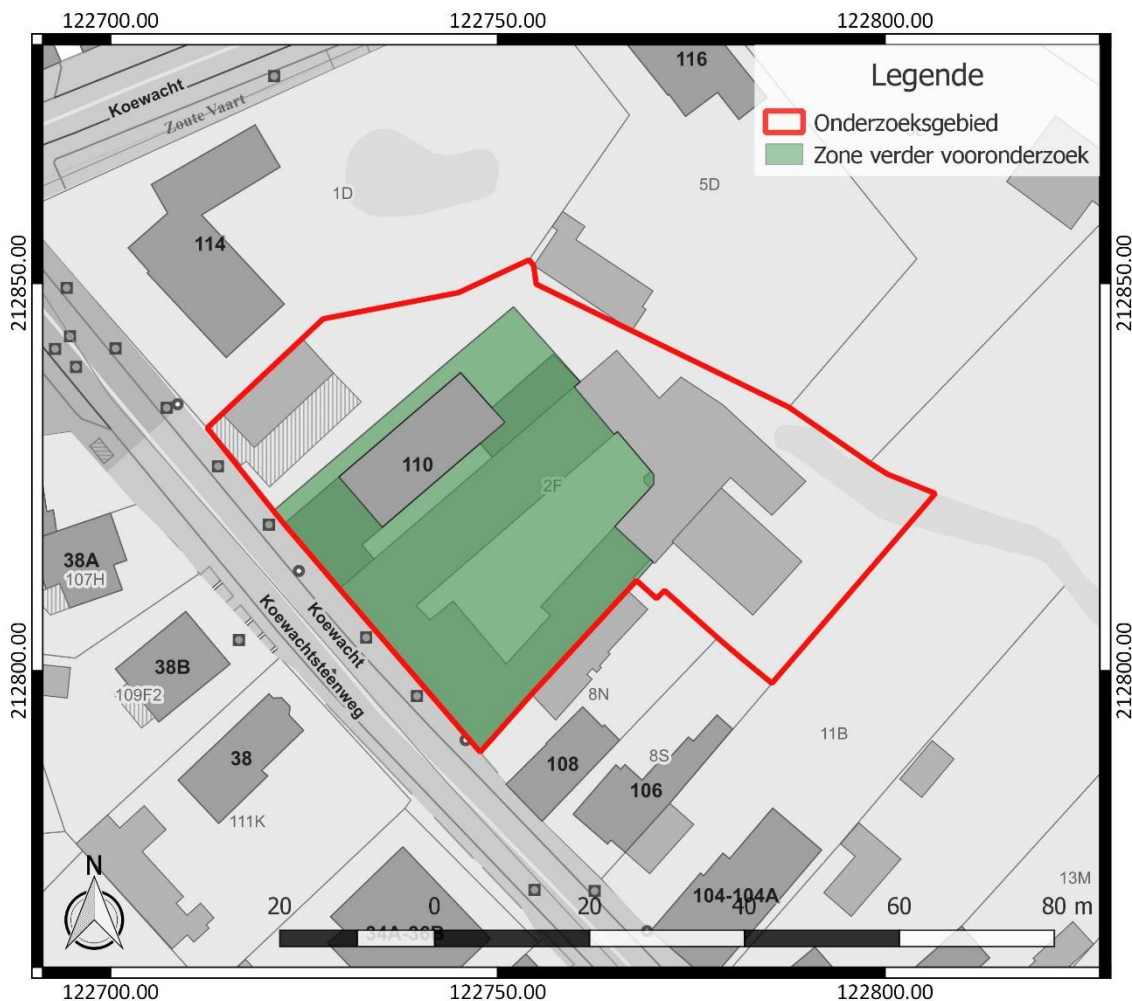 122700.00
122750.00
122800.00
116
Legende
Koewacht
Onderzoeksgebied
Zoute Vaart
Zone verder vooronderzoek
1D
5D
114
212850.00
212850.00
110
2F
38A
107H
Koewacht
Koewachtsteenweg
38B
109F2
8N
38
108
8S
11B
106
111K
N
13M
104-104A
20
0
20
40
60
80 m
34A-36B
212800.00
212800.00
122700.00
122750.00
122800.00